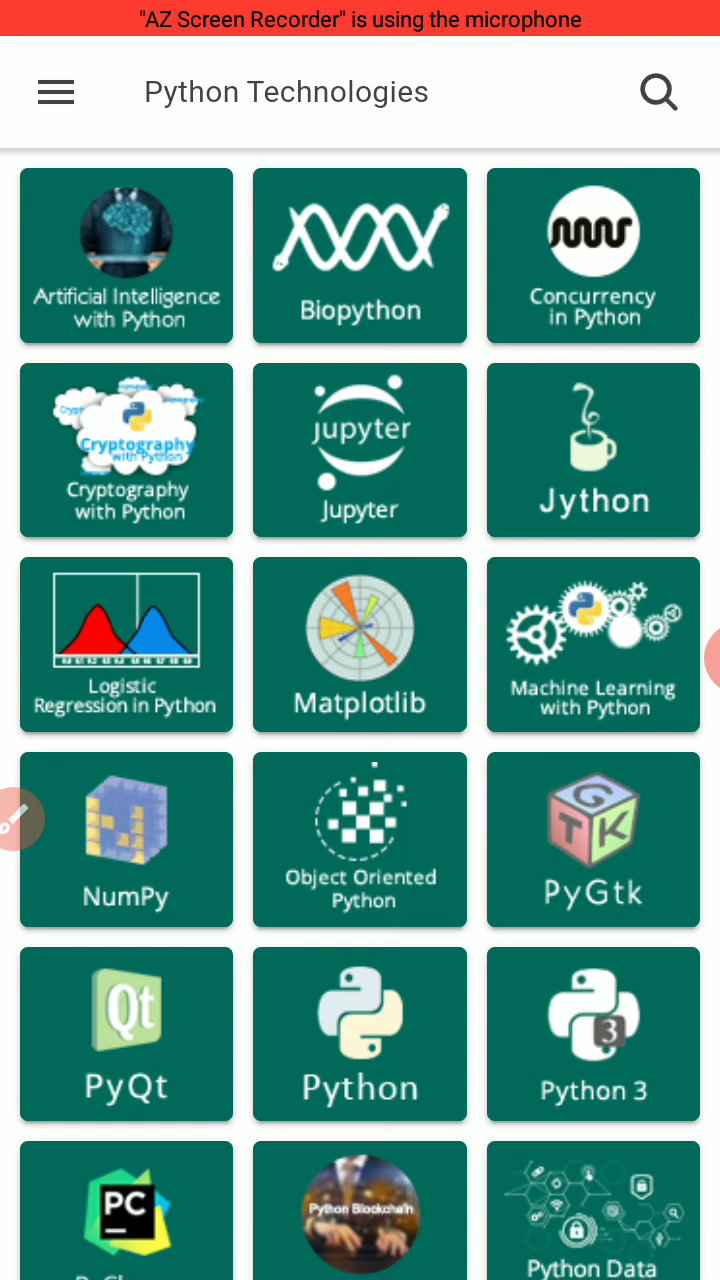 "AZ Screen Recorder" is using the microphone
Python Technologies
Artificial Intelligence
with Python
Biopython
Concurrency
in Python
Cryptography
with Python
Cryptography
with Python
jupyter
Jupyter
Jython
Logistic
Regression in Python
Matplotlib
Machine Learning
with Python
NumPy
Object Oriented
Python
G
T K
PyGtk
Qt
PyQt
Python
3
Python 3
PC
Python Blockchain
Python Data